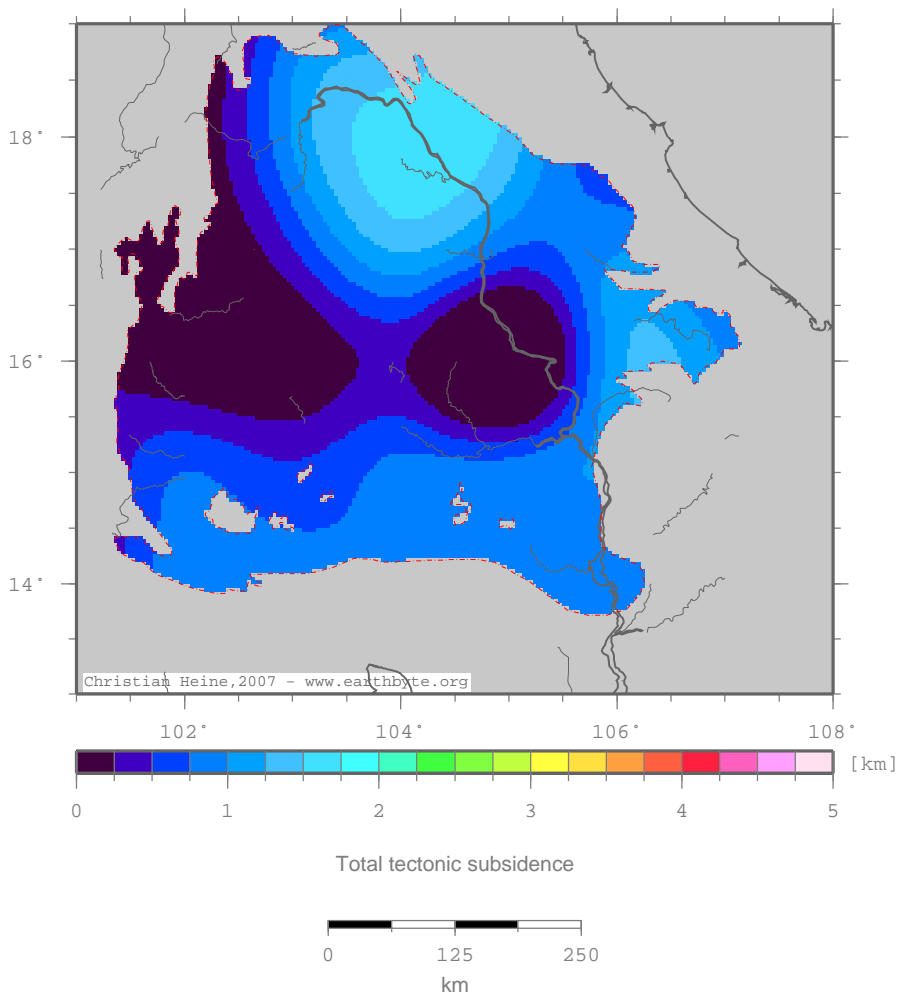 18°
16°
14°
Christian Heine,2007 - www.earthbyte.org
102° 104° 106° 108°
[km]
0 1 2 3 4 5
Total tectonic subsidence
0 125 250
km